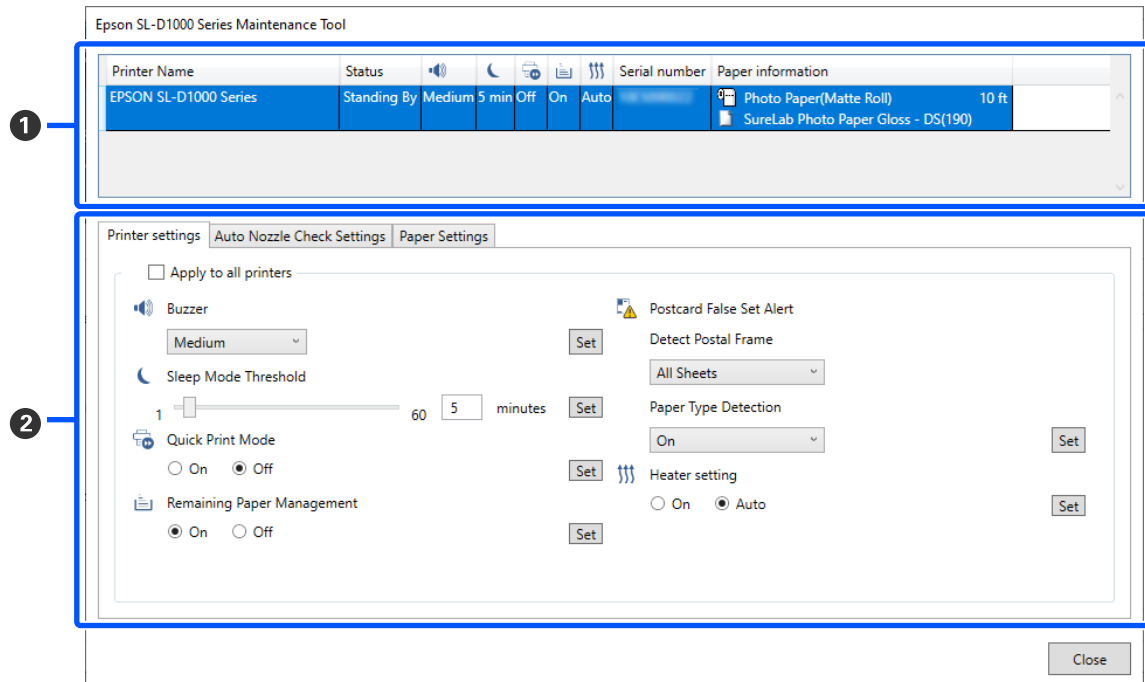 Epson SL-D1000 Series Maintenance Tool
Printer Name Status Serial number Paper information
EPSON SL-D1000 Series Standing By Medium 5 min Off On Auto Photo Paper(Matte Roll) 10 ft
SureLab Photo Paper Gloss - DS(190)
1
Printer settings Auto Nozzle Check Settings Paper Settings
Apply to all printers
Buzzer
Medium Set
Sleep Mode Threshold
1 60 5 minutes Set
Quick Print Mode
On Off Set
Remaining Paper Management
On Off Set
Postcard False Set Alert
Detect Postal Frame
All Sheets
Paper Type Detection
On Set
Heater setting
On Auto Set
2
Close